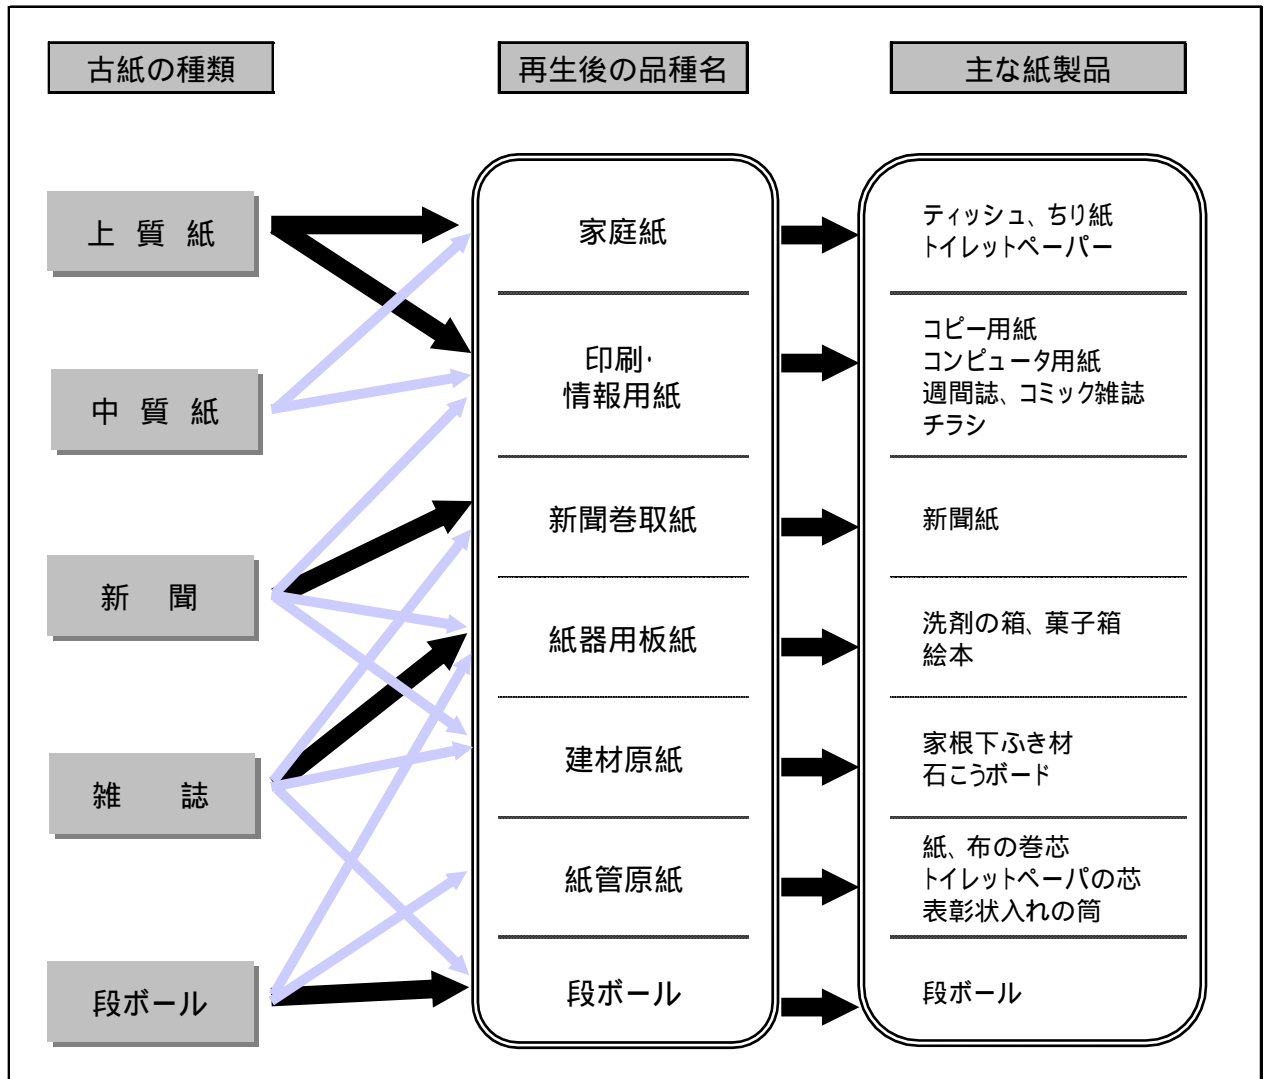 古紙の種類
再生後の品種名
主な紙製品
上 質 紙
中 質 紙
新 聞
雑 誌
段ボール
家庭紙
印刷・
情報用紙
新聞巻取紙
紙器用板紙
建材原紙
紙管原紙
段ボール
ティッシュ、ちり紙
トイレットペーパー
コピー用紙
コンピュータ用紙
週間誌、コミック雑誌
チラシ
新聞紙
洗剤の箱、菓子箱
絵本
家根下ふき材
石こうボード
紙、布の巻芯
トイレットペーパの芯
表彰状入れの筒
段ボール